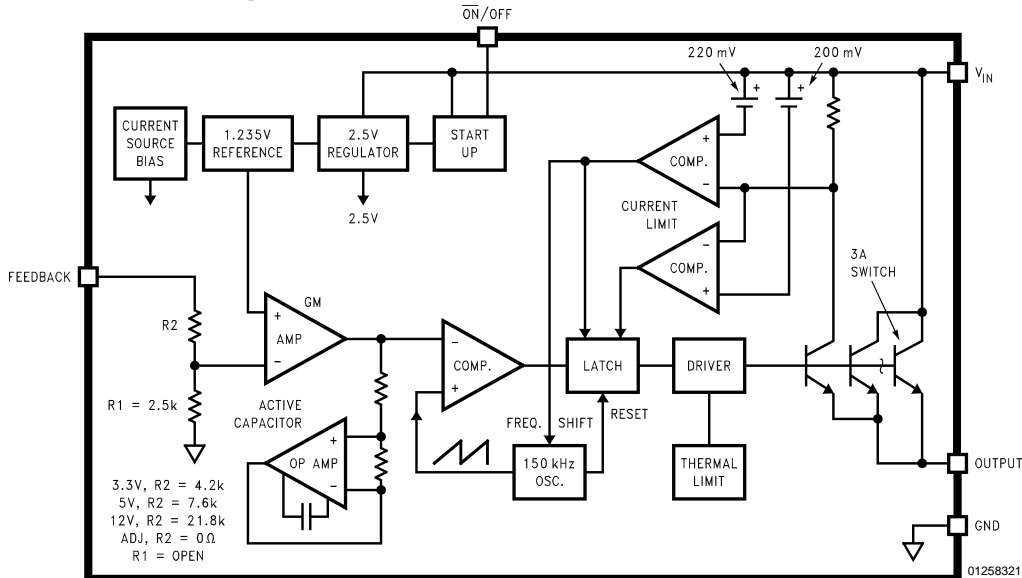 ON/OFF
220 mV
200 mV
+
+
VIN
CURRENT
SOURCE
BIAS
1.235V
REFERENCE
2.5V
REGULATOR
START
UP
2.5V
+
COMP.
−
CURRENT
LIMIT
−
COMP.
+
3A
SWITCH
FEEDBACK
R2
R1 = 2.5k
GM
+
AMP
−
−
COMP.
+
LATCH
DRIVER
ACTIVE
CAPACITOR
+
OP AMP
−
FREQ. SHIFT
RESET
150 kHz
OSC.
THERMAL
LIMIT
OUTPUT
GND
3.3V, R2 = 4.2k
5V, R2 = 7.6k
12V, R2 = 21.8k
ADJ, R2 = 0Ω
R1 = OPEN
01258321